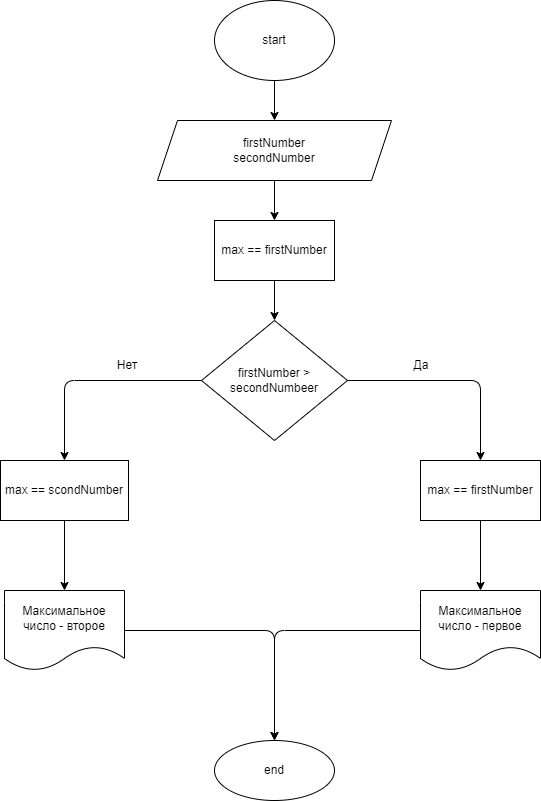 start
firstNumber
secondNumber
max == firstNumber
firstNumber >
secondNumbeer
Нет
Да
max == scondNumber
max == firstNumber
Максимальное
число - второе
Максимальное
число - первое
end